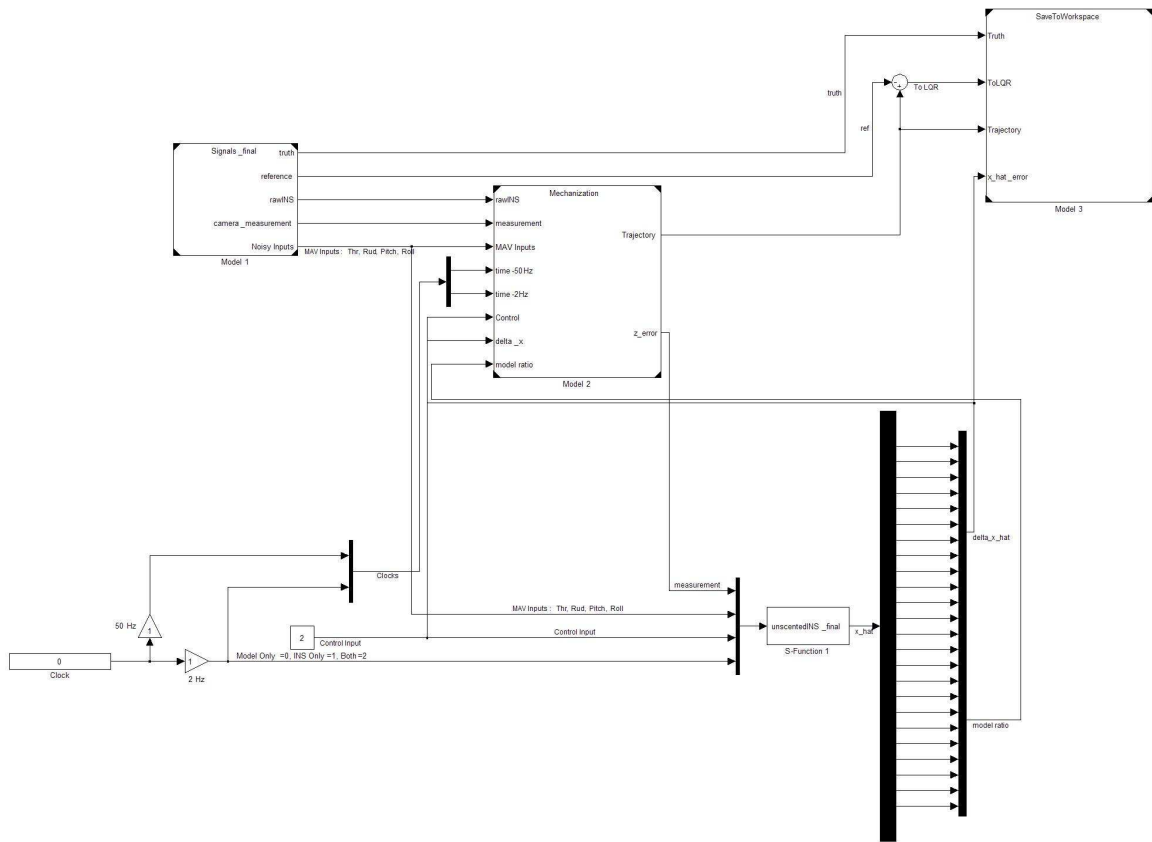 SaveToWorkspace
Truth
ToLQR
Trajectory
x_hat _error
Model 3
-
+
To LQR
truth
ref
Signals _final
truth
reference
rawINS
camera _measurement
Noisy Inputs
Model 1
MAV Inputs : Thr, Rud, Pitch, Roll
Mechanization
rawINS
measurement
MAV Inputs
time -50Hz
time -2Hz
Control
delta _x
model ratio
Trajectory
z_error
Model 2
delta_x_hat
model ratio
Clocks
measurement
MAV Inputs : Thr, Rud, Pitch, Roll
Control Input
unscentedINS _final
S-Function 1
x_hat
50 Hz
1
2
Control Input
Model Only =0, INS Only =1, Both=2
0
Clock
1
2 Hz